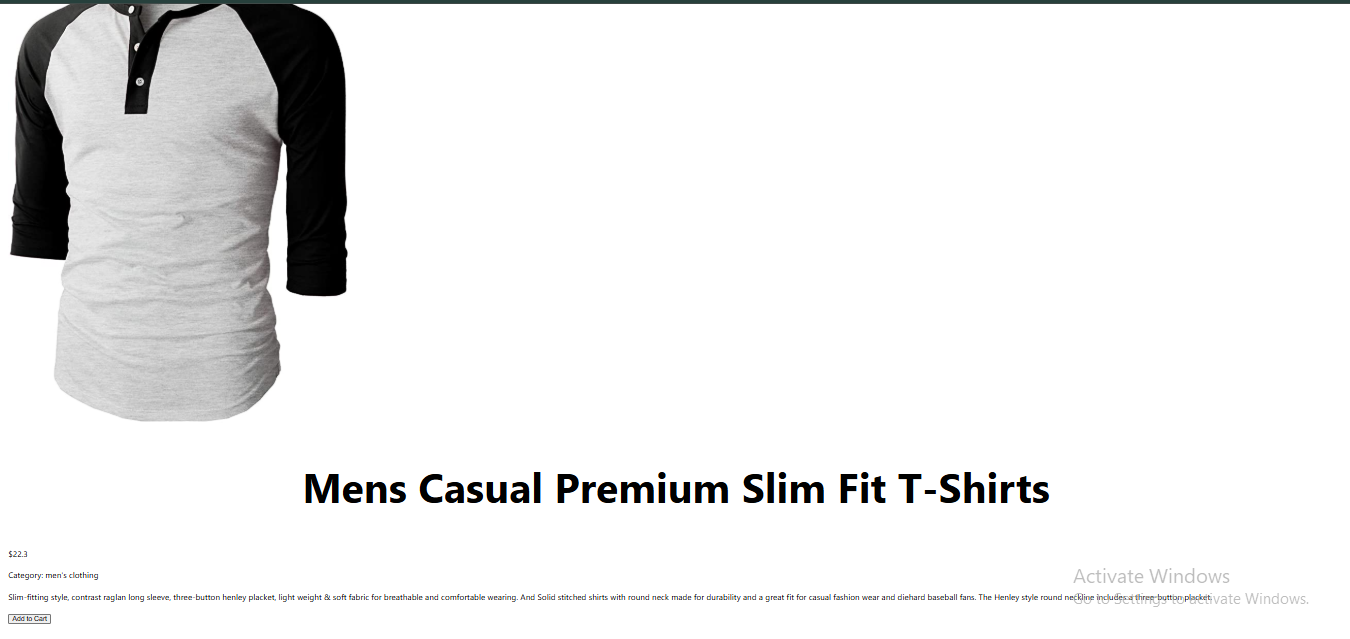 Mens Casual Premium Slim Fit T-Shirts
$22.3
Category: men's clothing
Slim-fitting style, contrast raglan long sleeve, three-button henley placket, light weight & soft fabric for breathable and comfortable wearing. And Solid stitched shirts with round neck made for durability and a great fit for casual fashion wear and diehard baseball fans. The Henley style round neckline includes a three-button placket.
Add to Cart
Activate Windows
Go to Settings to activate Windows.